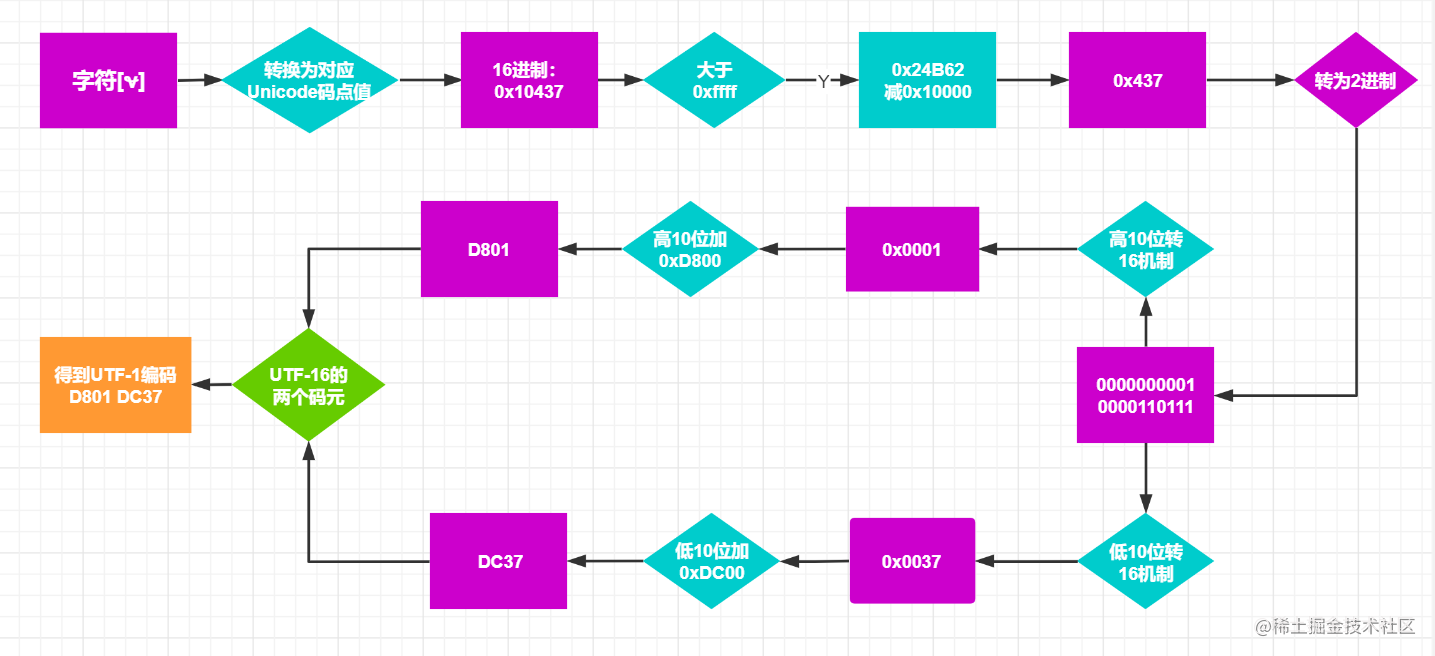 字符[𐐷]
转换为对应
Unicode码点值
16进制：
0x10437
大于
0xffff
Y
0x24B62
减0x10000
0x437
转为2进制
D801
高10位加
0xD800
0x0001
高10位转
16机制
得到UTF-1编码
D801 DC37
UTF-16的
两个码元
0000000001
0000110111
DC37
低10位加
0xDC00
0x0037
低10位转
16机制
@稀土掘金技术社区